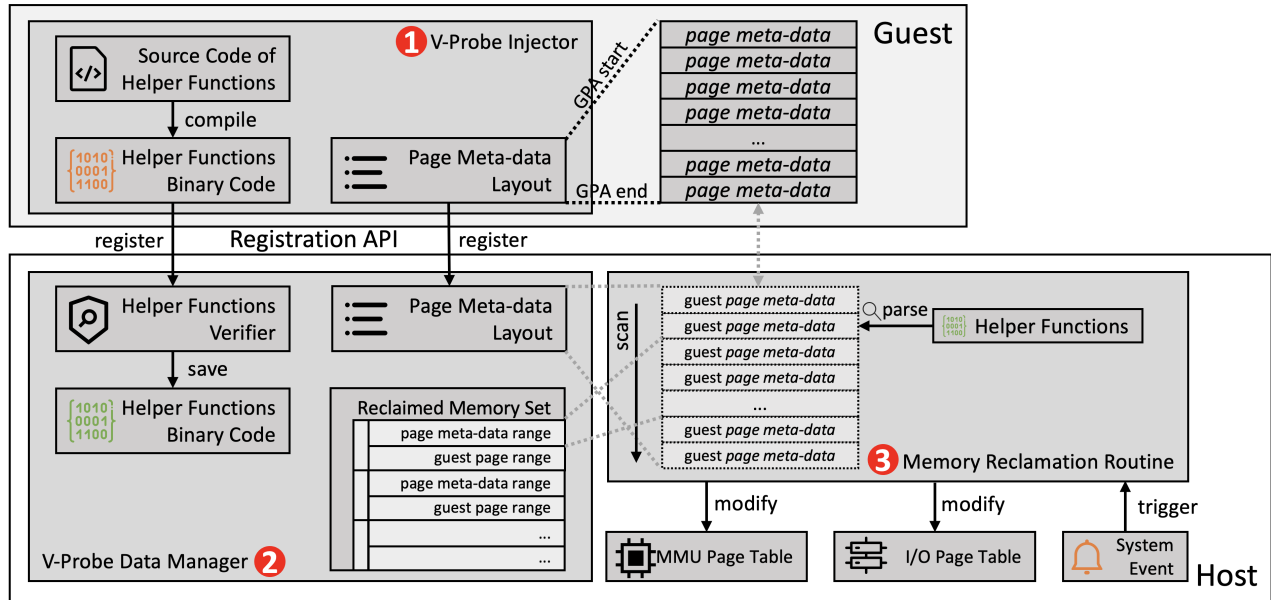 Guest
1 V-Probe Injector
Source Code of
Helper Functions
</>
compile
1010
0001
1100
Helper Functions
Binary Code
Page Meta-data
Layout
GPA start
GPA end
page meta-data
page meta-data
page meta-data
page meta-data
...
page meta-data
page meta-data
register
Registration API
register
Helper Functions
Verifier
save
1010
0001
1100
Helper Functions
Binary Code
Page Meta-data
Layout
Reclaimed Memory Set
page meta-data range
guest page range
page meta-data range
guest page range
...
...
V-Probe Data Manager 2
scan
guest page meta-data
guest page meta-data
guest page meta-data
guest page meta-data
...
guest page meta-data
guest page meta-data
parse
1010
0001
1100
Helper Functions
3 Memory Reclamation Routine
modify
modify
trigger
MMU Page Table
I/O Page Table
System
Event
Host